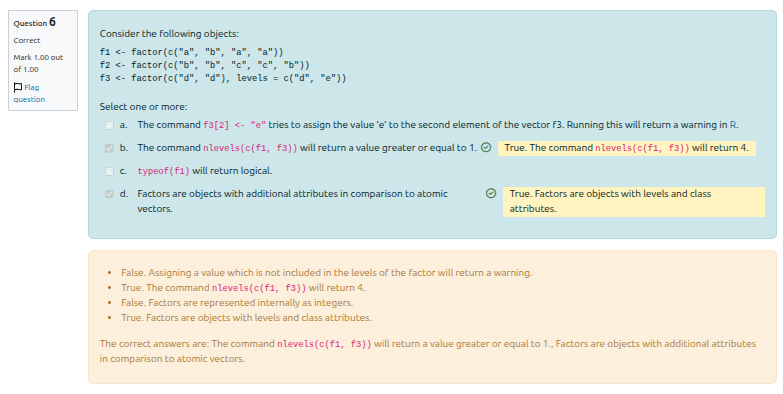 Question 6
Correct
Mark 1.00 out
of 1.00
Flag
question
Consider the following objects:
f1 <- factor(c("a", "b", "a", "a"))
f2 <- factor(c("b", "b", "c", "c", "b"))
f3 <- factor(c("d", "d"), levels = c("d", "e"))
Select one or more:
a. The command f3[2] <- "e" tries to assign the value 'e' to the second element of the vector f3. Running this will return a warning in R.
b. The command nlevels(c(f1, f3)) will return a value greater or equal to 1. True. The command nlevels(c(f1, f3)) will return 4.
c. typeof(f1) will return logical.
d. Factors are objects with additional attributes in comparison to atomic
vectors.
True. Factors are objects with levels and class
attributes.
False. Assigning a value which is not included in the levels of the factor will return a warning.
True. The command nlevels(c(f1, f3)) will return 4.
False. Factors are represented internally as integers.
True. Factors are objects with levels and class attributes.
The correct answers are: The command nlevels(c(f1, f3)) will return a value greater or equal to 1., Factors are objects with additional attributes
in comparison to atomic vectors.